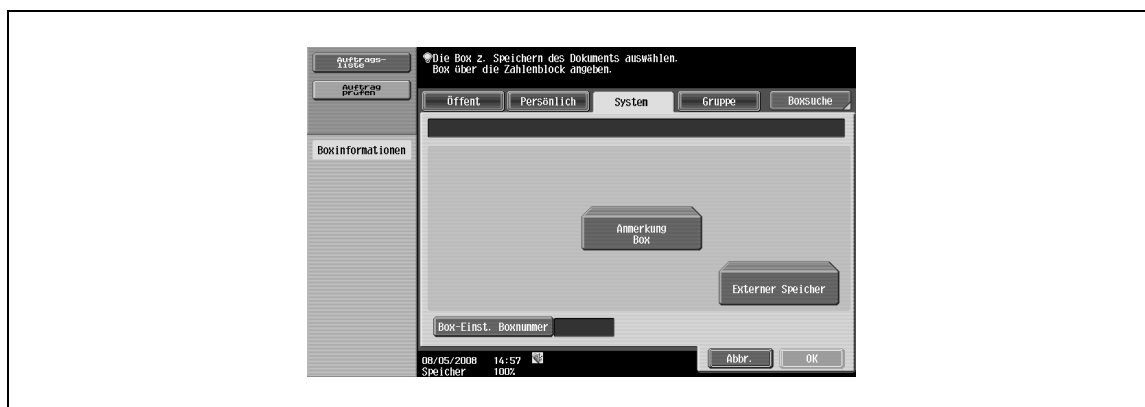 Auftrags-
liste
Auftrag
prüfen
Boxinformationen
Die Box z. Speichern des Dokuments auswählen.
Box über die Zahlenblock angeben.
Öffent Persönlich System Gruppe Boxsuche
Anmerkung
Box
Externer Speicher
Box-Einst. Boxnummer
08/05/2008 14:57
Speicher 100%
Abbr. OK